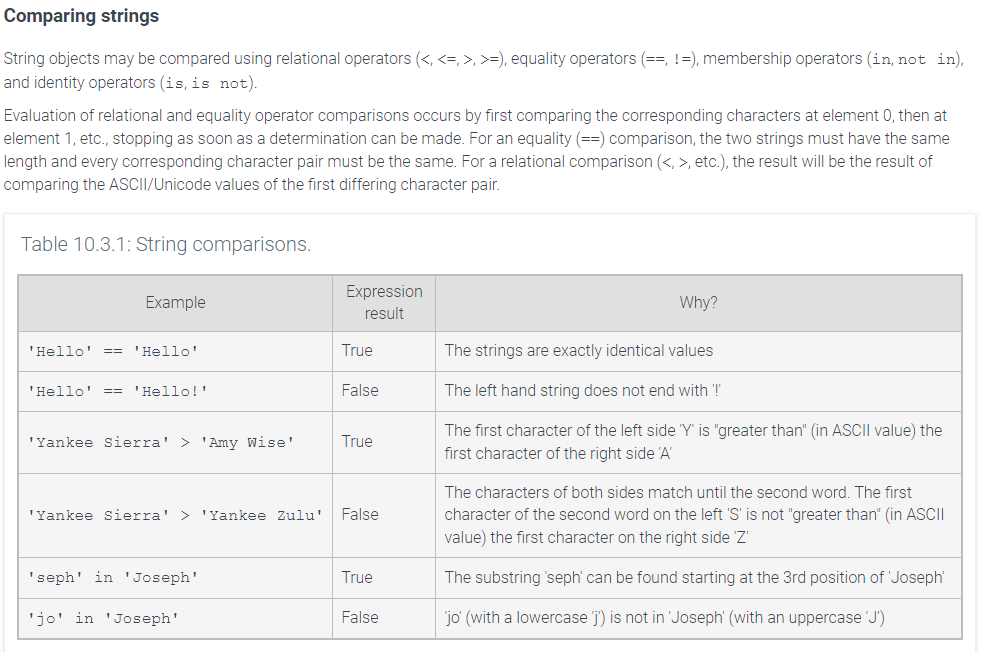 Comparing strings
String objects may be compared using relational operators (<, <=, >, >=), equality operators (==, !=), membership operators (in, not in),
and identity operators (is, is not).
Evaluation of relational and equality operator comparisons occurs by first comparing the corresponding characters at element 0, then at
element 1, etc., stopping as soon as a determination can be made. For an equality (==) comparison, the two strings must have the same
length and every corresponding character pair must be the same. For a relational comparison (<, >, etc.), the result will be the result of
comparing the ASCII/Unicode values of the first differing character pair.
Table 10.3.1: String comparisons.
Example
Expression
result
Why?
'Hello' == 'Hello'
True
The strings are exactly identical values
'Hello' == 'Hello!'
False
The left hand string does not end with '!'
'Yankee Sierra' > 'Amy Wise'
True
The first character of the left side 'Y' is "greater than" (in ASCII value) the
first character of the right side 'A'
'Yankee Sierra' > 'Yankee Zulu'
False
The characters of both sides match until the second word. The first
character of the second word on the left 'S' is not "greater than" (in ASCII
value) the first character on the right side 'Z'
'seph' in 'Joseph'
True
The substring 'seph' can be found starting at the 3rd position of 'Joseph'
'jo' in 'Joseph'
False
'jo' (with a lowercase 'j') is not in 'Joseph' (with an uppercase 'J')